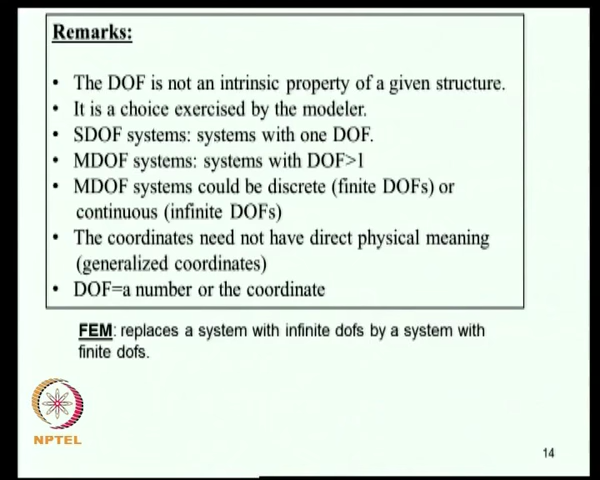 Remarks:
• The DOF is not an intrinsic property of a given structure.
• It is a choice exercised by the modeler.
• SDOF systems: systems with one DOF.
• MDOF systems: systems with DOF>1
• MDOF systems could be discrete (finite DOFs) or
continuous (infinite DOFs)
• The coordinates need not have direct physical meaning
(generalized coordinates)
• DOF=a number or the coordinate
FEM: replaces a system with infinite dofs by a system with
finite dofs.
NPTEL
14